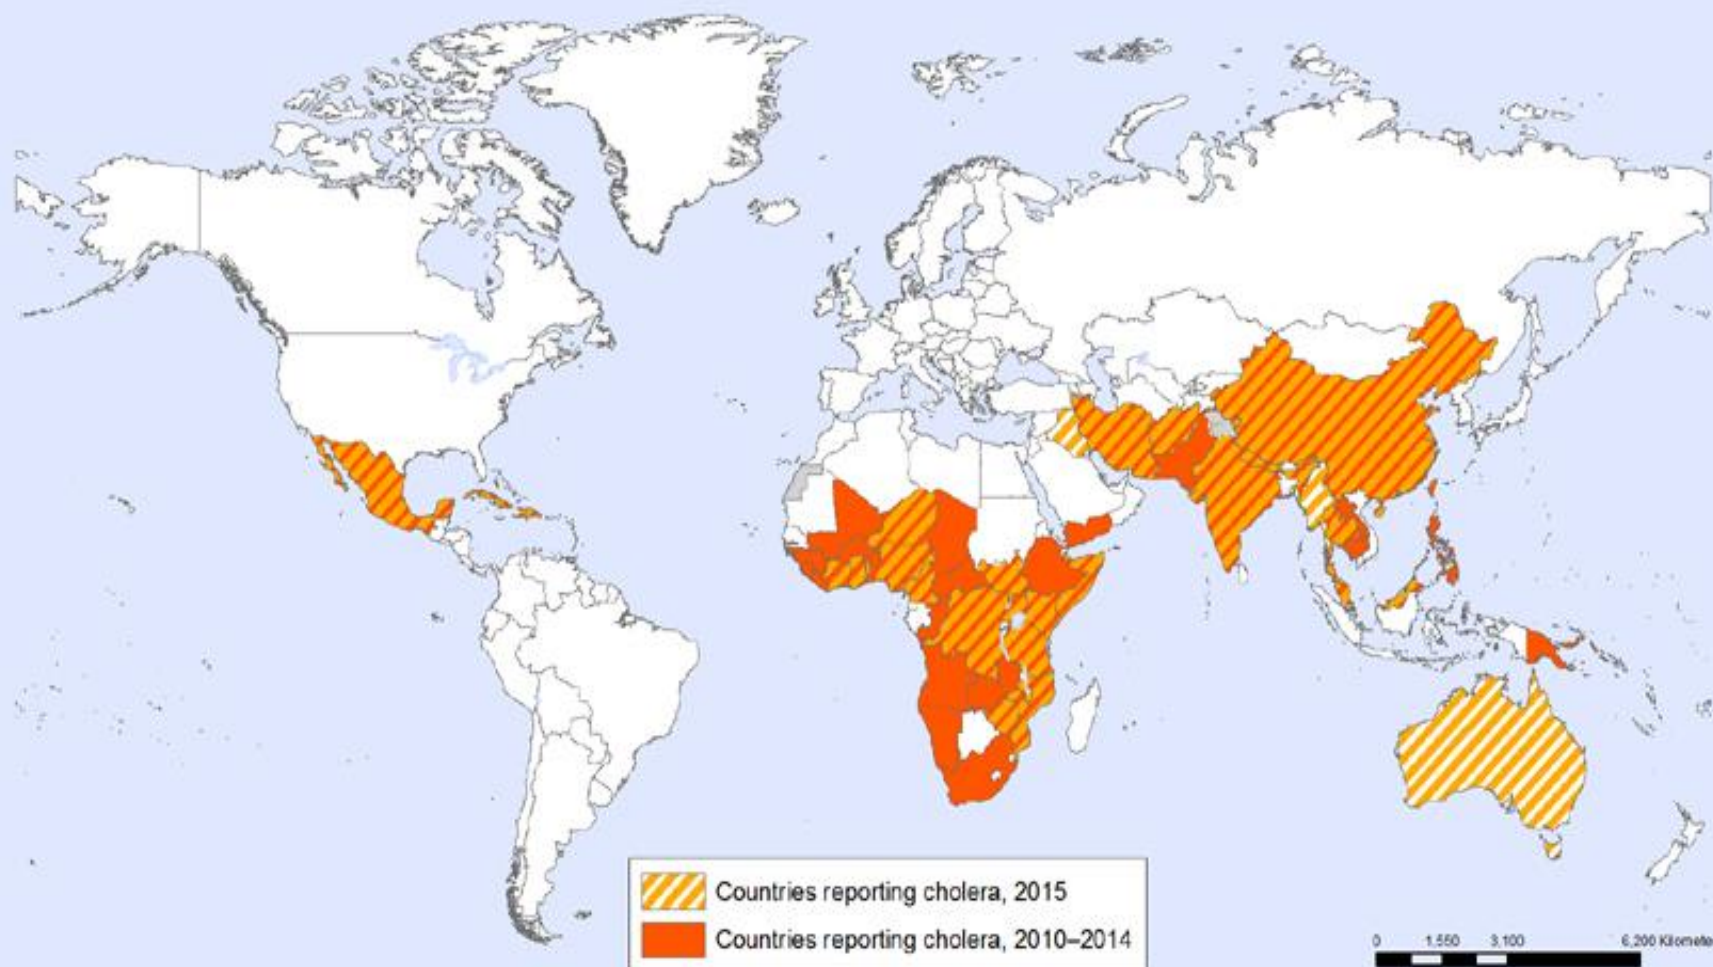 Countries reporting cholera, 2015
Countries reporting cholera, 2010–2014
0 1,550 3,100 6,200 Kilomete